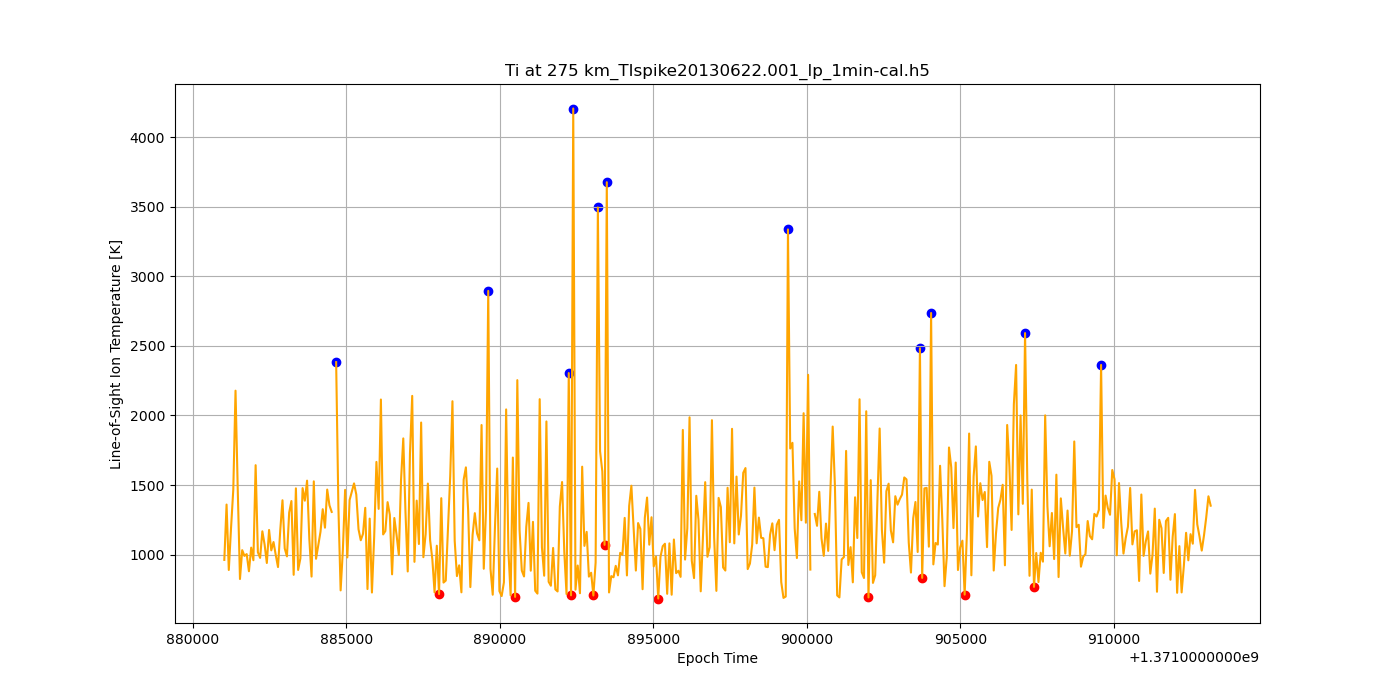 Ti at 275 km_TIspike20130622.001_lp_1min-cal.h5
Line-of-Sight Ion Temperature [K]
4000
3500
3000
2500
2000
1500
1000
880000 885000 890000 895000 900000 905000 910000
Epoch Time
+1.3710000000e9